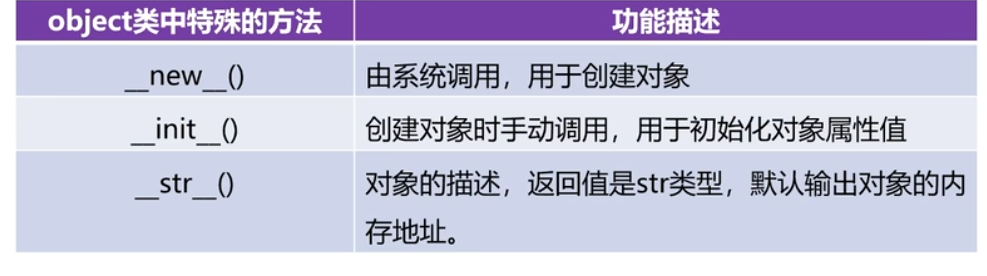 object类中特殊的方法 功能描述
__new__() 由系统调用，用于创建对象
__init__() 创建对象时手动调用，用于初始化对象属性值
__str__() 对象的描述，返回值是str类型，默认输出对象的内
存地址。